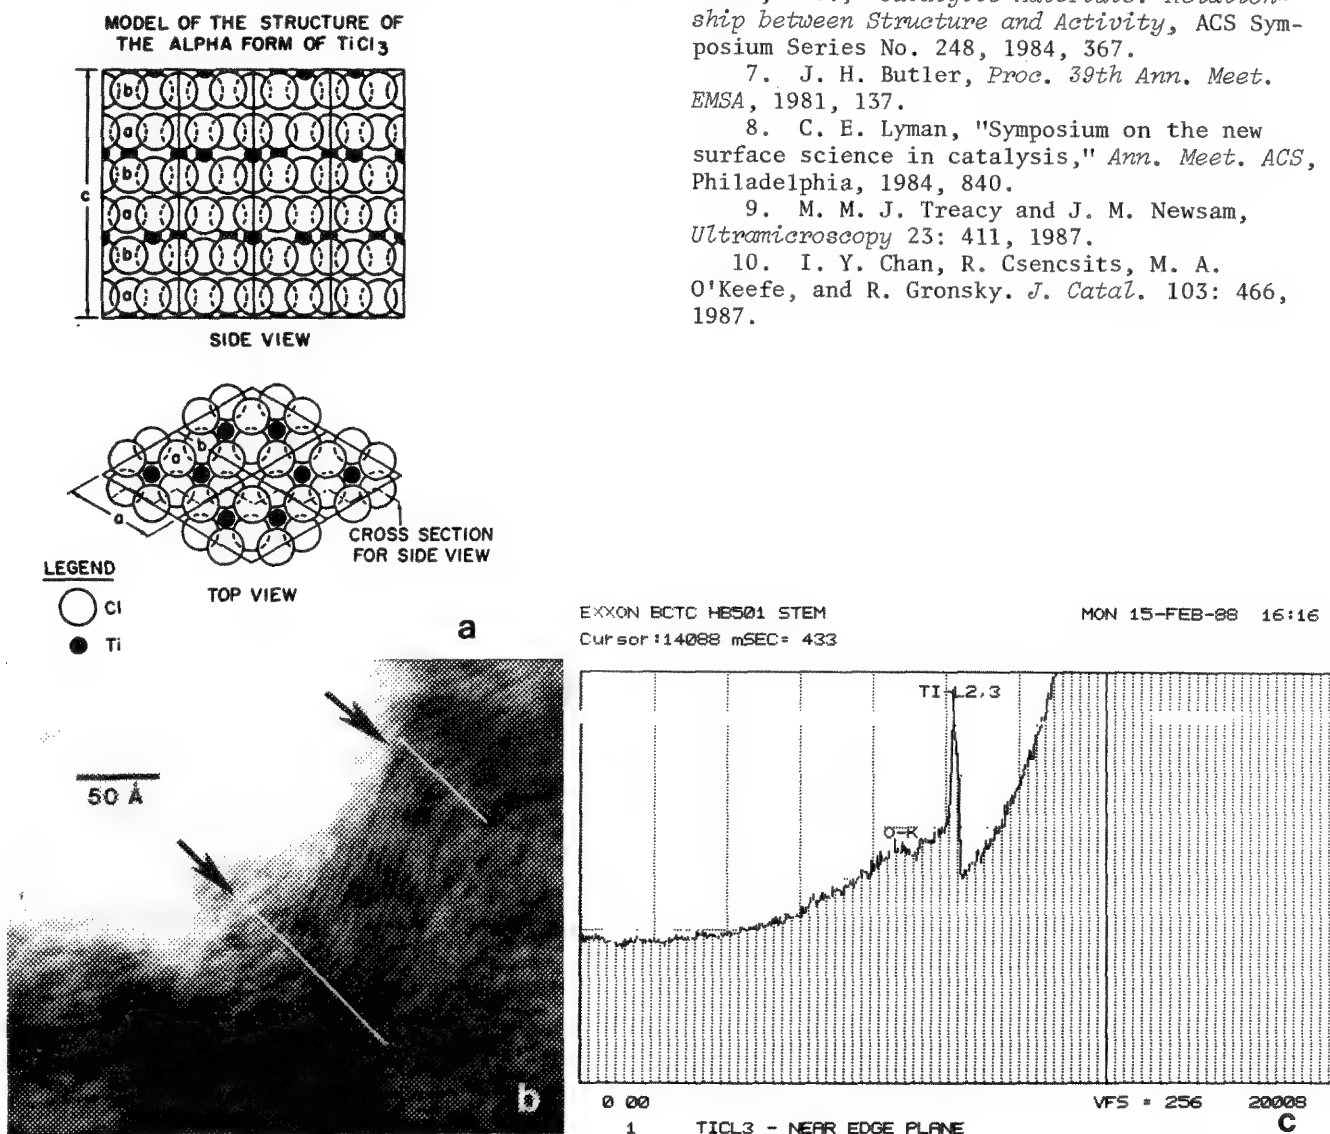 MODEL OF THE STRUCTURE OF
THE ALPHA FORM OF TiCl3
b
a
b
a
b
a
c
SIDE VIEW
b
a
a
CROSS SECTION
FOR SIDE VIEW
TOP VIEW
LEGEND
Cl
Ti
a
ship between Structure and Activity, ACS Sym-
posium Series No. 248, 1984, 367.
7. J. H. Butler, Proc. 39th Ann. Meet.
EMSA, 1981, 137.
8. C. E. Lyman, "Symposium on the new
surface science in catalysis," Ann. Meet. ACS,
Philadelphia, 1984, 840.
9. M. M. J. Treacy and J. M. Newsam,
Ultramicroscopy 23: 411, 1987.
10. I. Y. Chan, R. Csencsits, M. A.
O'Keefe, and R. Gronsky. J. Catal. 103: 466,
1987.
50 Å
b
EXXON BCTC HB501 STEM MON 15-FEB-88 16:16
Cursor:14088 mSEC= 433
TI-L2,3
O-K
0 00 VFS = 256 20008
1 TICL3 - NEAR EDGE PLANE
c